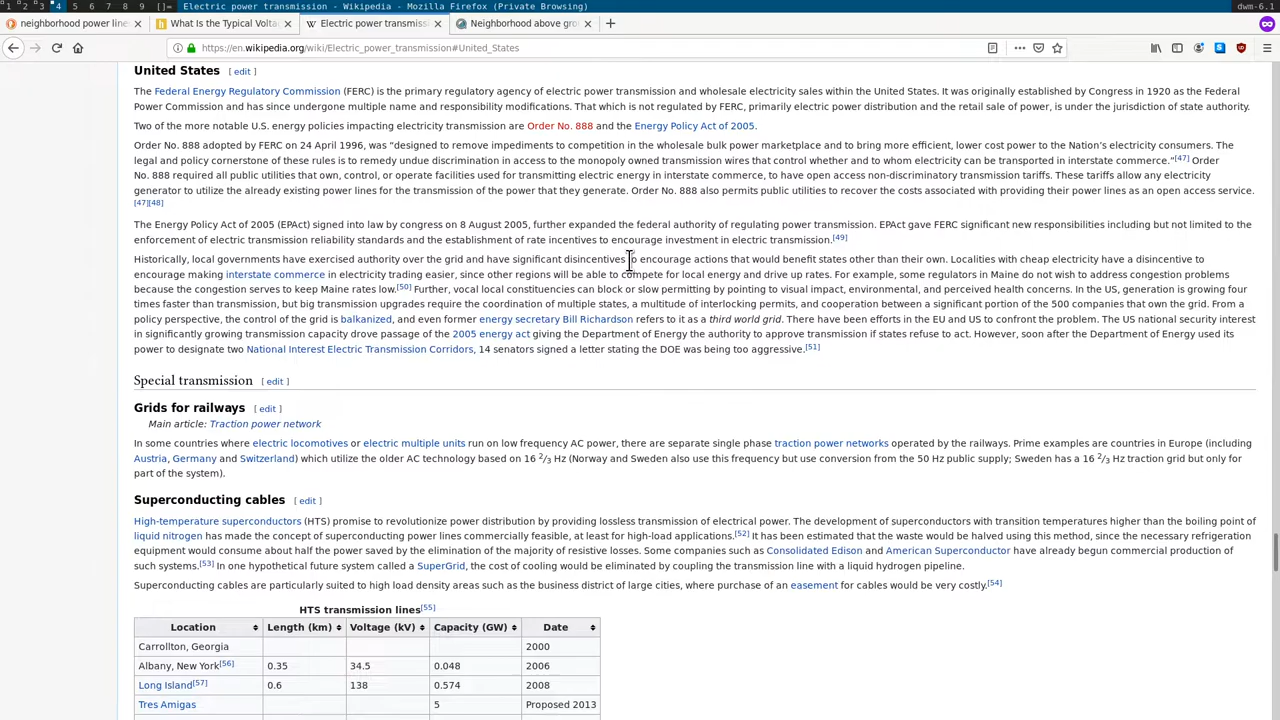 1 2 3 4 5 6 7 8 9 []= Electric power transmission - Wikipedia - Mozilla Firefox (Private Browsing) dwm-6.1
neighborhood power line × What Is the Typical Volta × Electric power transmiss × Neighborhood above gro × +
https://en.wikipedia.org/wiki/Electric_power_transmission#United_States
United States [ edit ]
The Federal Energy Regulatory Commission (FERC) is the primary regulatory agency of electric power transmission and wholesale electricity sales within the United States. It was originally established by Congress in 1920 as the Federal
Power Commission and has since undergone multiple name and responsibility modifications. That which is not regulated by FERC, primarily electric power distribution and the retail sale of power, is under the jurisdiction of state authority.
Two of the more notable U.S. energy policies impacting electricity transmission are Order No. 888 and the Energy Policy Act of 2005.
Order No. 888 adopted by FERC on 24 April 1996, was "designed to remove impediments to competition in the wholesale bulk power marketplace and to bring more efficient, lower cost power to the Nation's electricity consumers. The
legal and policy cornerstone of these rules is to remedy undue discrimination in access to the monopoly owned transmission wires that control whether and to whom electricity can be transported in interstate commerce."[47] Order
No. 888 required all public utilities that own, control, or operate facilities used for transmitting electric energy in interstate commerce, to have open access non-discriminatory transmission tariffs. These tariffs allow any electricity
generator to utilize the already existing power lines for the transmission of the power that they generate. Order No. 888 also permits public utilities to recover the costs associated with providing their power lines as an open access service.
[47][48]
The Energy Policy Act of 2005 (EPAct) signed into law by congress on 8 August 2005, further expanded the federal authority of regulating power transmission. EPAct gave FERC significant new responsibilities including but not limited to the
enforcement of electric transmission reliability standards and the establishment of rate incentives to encourage investment in electric transmission.[49]
Historically, local governments have exercised authority over the grid and have significant disincentives to encourage actions that would benefit states other than their own. Localities with cheap electricity have a disincentive to
encourage making interstate commerce in electricity trading easier, since other regions will be able to compete for local energy and drive up rates. For example, some regulators in Maine do not wish to address congestion problems
because the congestion serves to keep Maine rates low.[50] Further, vocal local constituencies can block or slow permitting by pointing to visual impact, environmental, and perceived health concerns. In the US, generation is growing four
times faster than transmission, but big transmission upgrades require the coordination of multiple states, a multitude of interlocking permits, and cooperation between a significant portion of the 500 companies that own the grid. From a
policy perspective, the control of the grid is balkanized, and even former energy secretary Bill Richardson refers to it as a third world grid. There have been efforts in the EU and US to confront the problem. The US national security interest
in significantly growing transmission capacity drove passage of the 2005 energy act giving the Department of Energy the authority to approve transmission if states refuse to act. However, soon after the Department of Energy used its
power to designate two National Interest Electric Transmission Corridors, 14 senators signed a letter stating the DOE was being too aggressive.[51]
Special transmission [ edit ]
Grids for railways [ edit ]
Main article: Traction power network
In some countries where electric locomotives or electric multiple units run on low frequency AC power, there are separate single phase traction power networks operated by the railways. Prime examples are countries in Europe (including
Austria, Germany and Switzerland) which utilize the older AC technology based on 16 2/3 Hz (Norway and Sweden also use this frequency but use conversion from the 50 Hz public supply; Sweden has a 16 2/3 Hz traction grid but only for
part of the system).
Superconducting cables [ edit ]
High-temperature superconductors (HTS) promise to revolutionize power distribution by providing lossless transmission of electrical power. The development of superconductors with transition temperatures higher than the boiling point of
liquid nitrogen has made the concept of superconducting power lines commercially feasible, at least for high-load applications.[52] It has been estimated that the waste would be halved using this method, since the necessary refrigeration
equipment would consume about half the power saved by the elimination of the majority of resistive losses. Some companies such as Consolidated Edison and American Superconductor have already begun commercial production of
such systems.[53] In one hypothetical future system called a SuperGrid, the cost of cooling would be eliminated by coupling the transmission line with a liquid hydrogen pipeline.
Superconducting cables are particularly suited to high load density areas such as the business district of large cities, where purchase of an easement for cables would be very costly.[54]
HTS transmission lines[55]
Location Length (km) Voltage (kV) Capacity (GW) Date
Carrollton, Georgia 2000
Albany, New York[56] 0.35 34.5 0.048 2006
Long Island[57] 0.6 138 0.574 2008
Tres Amigas 5 Proposed 2013